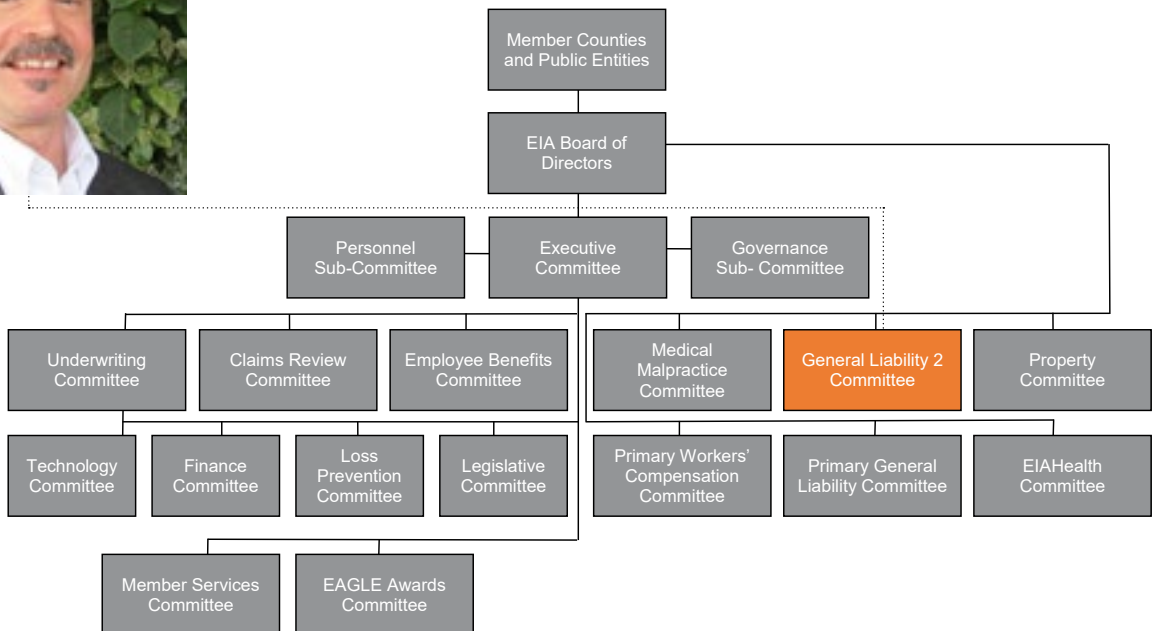 Member Counties
and Public Entities
EIA Board of
Directors
Personnel
Sub-Committee
Executive
Committee
Governance
Sub- Committee
Underwriting
Committee
Claims Review
Committee
Employee Benefits
Committee
Medical
Malpractice
Committee
General Liability 2
Committee
Property
Committee
Technology
Committee
Finance
Committee
Loss
Prevention
Committee
Legislative
Committee
Primary Workers’
Compensation
Committee
Primary General
Liability Committee
EIAHealth
Committee
Member Services
Committee
EAGLE Awards
Committee